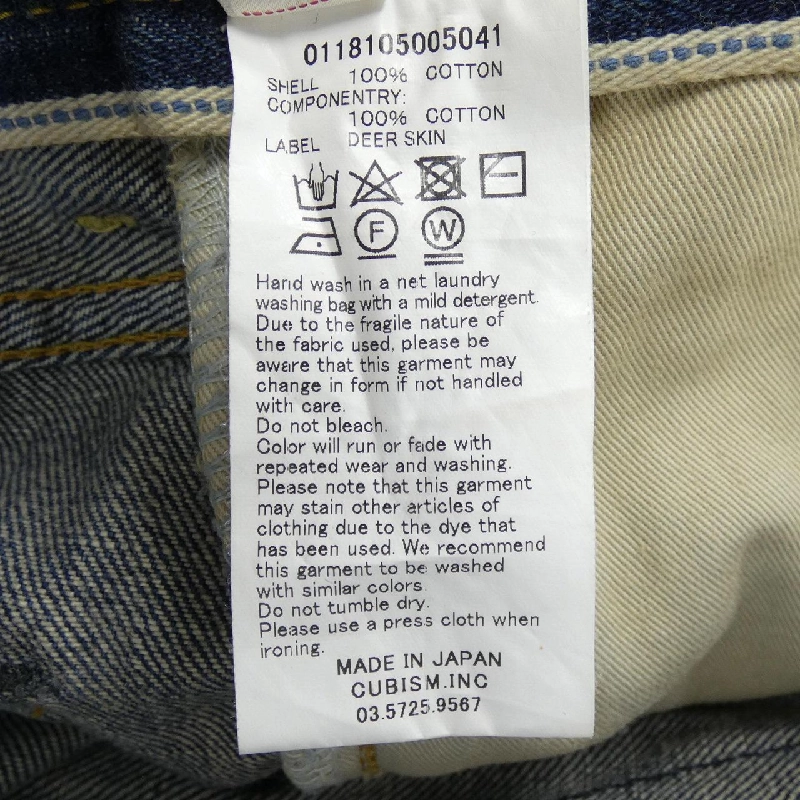 0118105005041
SHELL 100% COTTON
COMPONENTRY:
100% COTTON
LABEL DEER SKIN
F W
Hand wash in a net laundry
washing bag with a mild detergent.
Due to the fragile nature of
the fabric used, please be
aware that this garment may
change in form if not handled
with care.
Do not bleach.
Color will run or fade with
repeated wear and washing.
Please note that this garment
may stain other articles of
clothing due to the dye that
has been used. We recommend
this garment to be washed
with similar colors.
Do not tumble dry.
Please use a press cloth when
ironing.
MADE IN JAPAN
CUBISM.INC
03.5725.9567